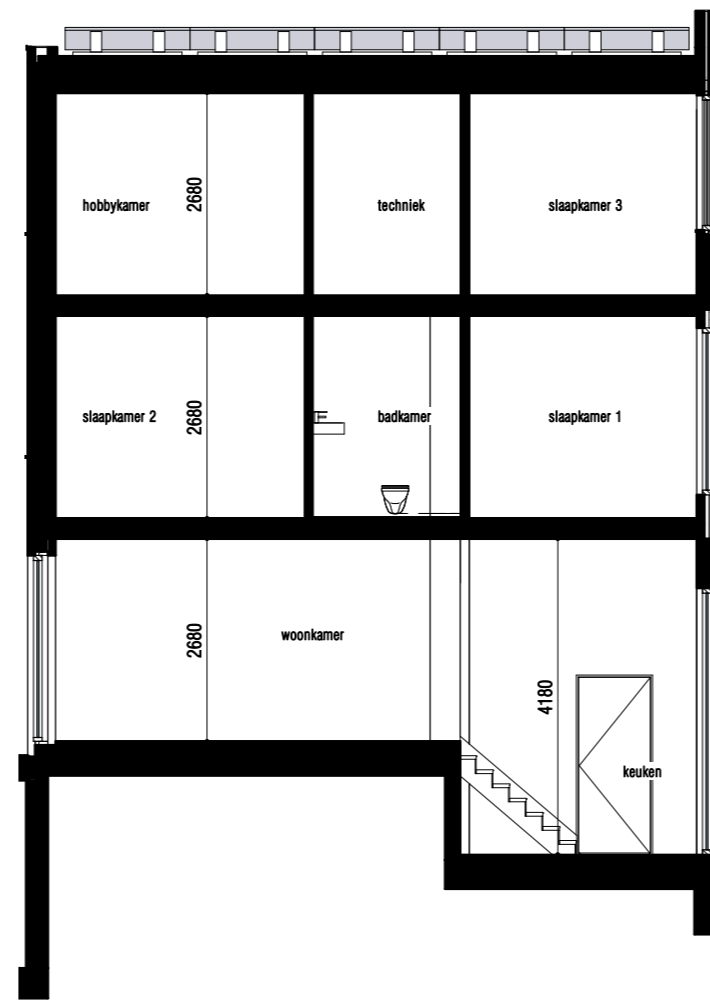 hobbykamer
2680
techniek
slaapkamer 3
slaapkamer 2
2680
badkamer
slaapkamer 1
2680
woonkamer
4180
keuken